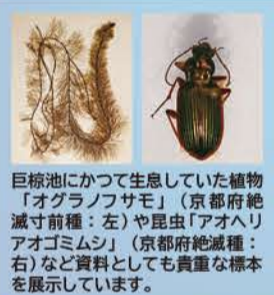 巨椋池にかつて生息していた植物
「オグラノフサモ」（京都府絶
滅寸前種：左）や昆虫「アオヘリ
アオゴミムシ」（京都府絶滅種：
右）など資料としても貴重な標本
を展示しています。